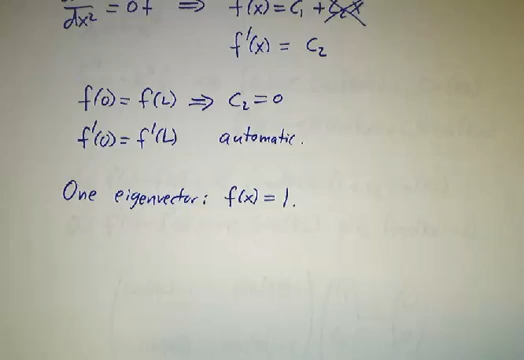 d²/dx² = 0f ⇒ f(x) = C₁ + C₂x
f'(x) = C₂
f(0) = f(L) ⇒ C₂ = 0
f'(0) = f'(L) automatic.
One eigenvector: f(x) = 1.